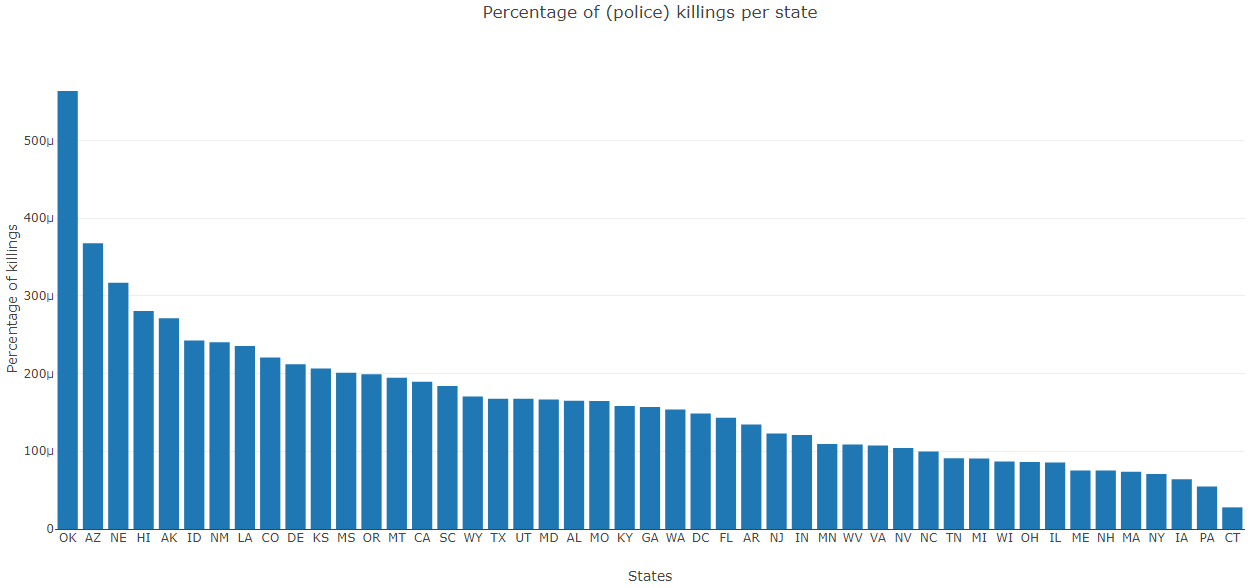 Percentage of (police) killings per state
Percentage of killings
500µ
400µ
300µ
200µ
100µ
0
OK AZ NE HI AK ID NM LA CO DE KS MS OR MT CA SC WY TX UT MD AL MO KY GA WA DC FL AR NJ IN MN WV VA NV NC TN MI WI OH IL ME NH MA NY IA PA CT
States